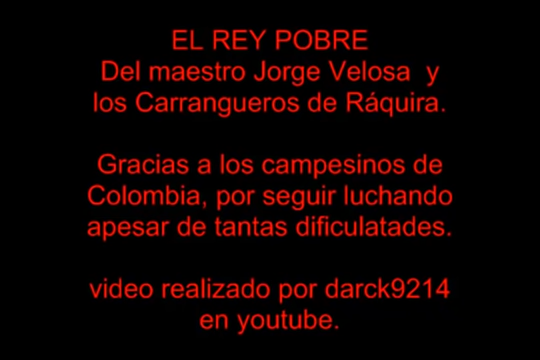 EL REY POBRE
Del maestro Jorge Velosa  y
los Carrangueros de Ráquira.
Gracias a los campesinos de
Colombia, por seguir luchando
apesar de tantas dificulatades.
video realizado por darck9214
en youtube.